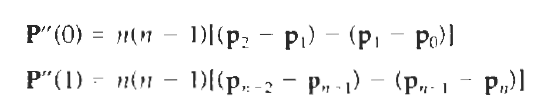 P″(0) = n(n − 1)[(p₂ − p₁) − (p₁ − p₀)]
P″(1) = n(n − 1)[(pₙ₋₂ − pₙ₋₁) − (pₙ₋₁ − pₙ)]